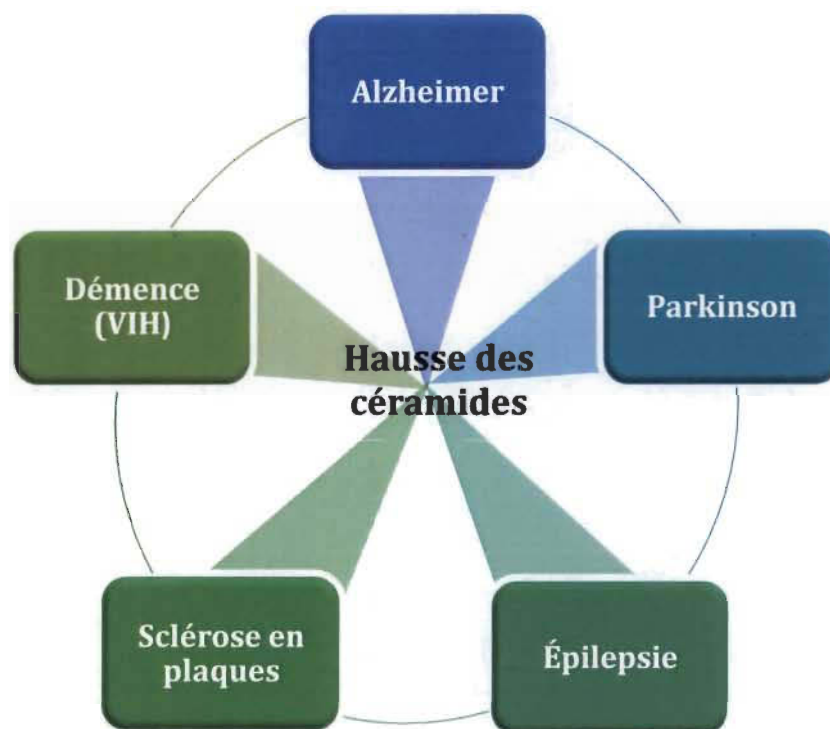 Alzheimer
Parkinson
Épilepsie
Sclérose en
plaques
Démence
(VIH)
Hausse des
céramides